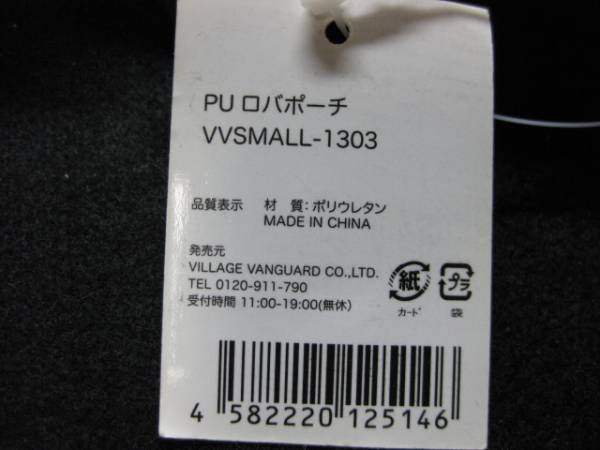 PU ロバポーチ
VVSMALL-1303
品質表示 材 質:ポリウレタン
MADE IN CHINA
発売元
VILLAGE VANGUARD CO.,LTD.
TEL 0120-911-790
受付時間 11:00-19:00(無休)
紙 プラ
カード 袋
4 582220 125146